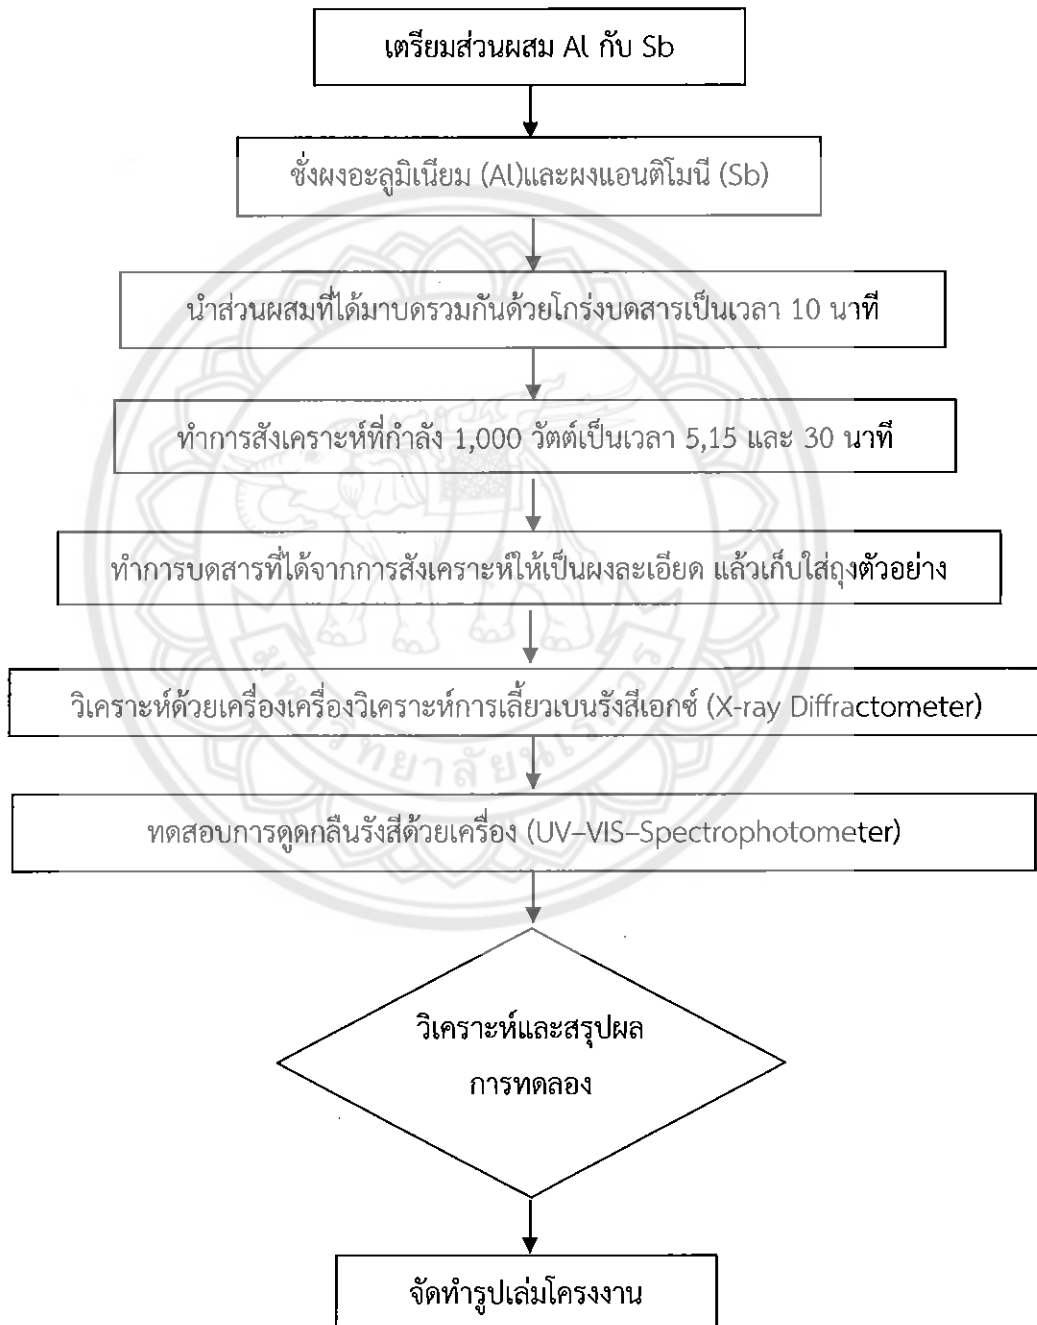 เตรียมส่วนผสม Al กับ Sb
ชั่งผงอะลูมิเนียม (Al)และผงแอนติโมนี (Sb)
นำส่วนผสมที่ได้มาบดรวมกันด้วยโกร่งบดสารเป็นเวลา 10 นาที
ทำการสังเคราะห์ที่กำลัง 1,000 วัตต์เป็นเวลา 5,15 และ 30 นาที
ทำการบดสารที่ได้จากการสังเคราะห์ให้เป็นผงละเอียด แล้วเก็บใส่ถุงตัวอย่าง
วิเคราะห์ด้วยเครื่องเครื่องวิเคราะห์การเลี้ยวเบนรังสีเอกซ์ (X-ray Diffractometer)
ทดสอบการดูดกลืนรังสีด้วยเครื่อง (UV–VIS–Spectrophotometer)
วิเคราะห์และสรุปผล
การทดลอง
จัดทำรูปเล่มโครงงาน